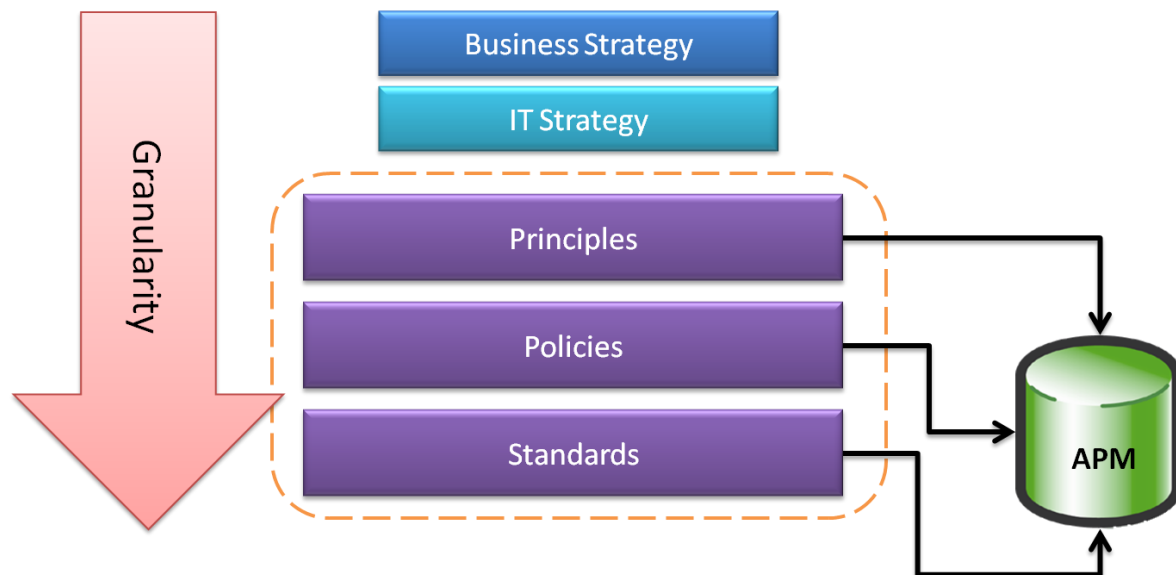 Business Strategy
IT Strategy
Granularity
Principles
Policies
Standards
APM